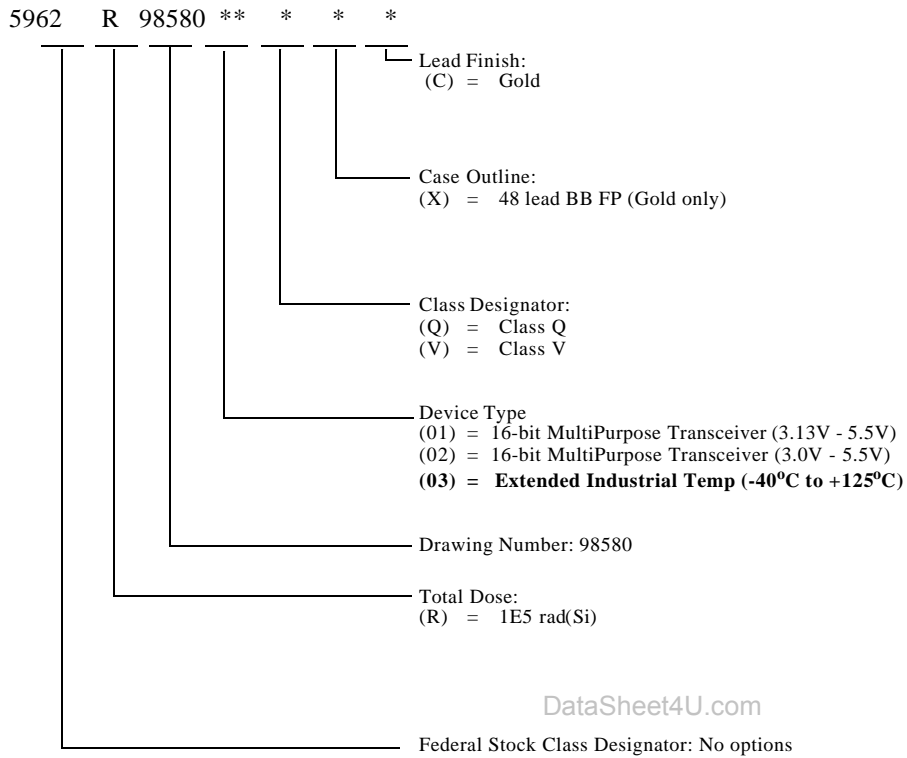 5962 R 98580 ** * * *
Lead Finish:
(C) = Gold
Case Outline:
(X) = 48 lead BB FP (Gold only)
Class Designator:
(Q) = Class Q
(V) = Class V
Device Type
(01) = 16-bit MultiPurpose Transceiver (3.13V - 5.5V)
(02) = 16-bit MultiPurpose Transceiver (3.0V - 5.5V)
(03) = Extended Industrial Temp (-40°C to +125°C)
Drawing Number: 98580
Total Dose:
(R) = 1E5 rad(Si)
DataSheet4U.com
Federal Stock Class Designator: No options